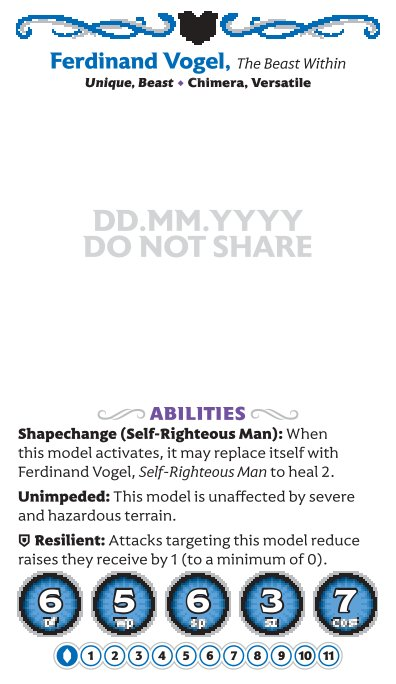 Ferdinand Vogel, The Beast Within
Unique, Beast ♦ Chimera, Versatile
DD.MM.YYYY
DO NOT SHARE
ABILITIES
Shapechange (Self-Righteous Man): When
this model activates, it may replace itself with
Ferdinand Vogel, Self-Righteous Man to heal 2.
Unimpeded: This model is unaffected by severe
and hazardous terrain.
Resilient: Attacks targeting this model reduce
raises they receive by 1 (to a minimum of 0).
6 5 6 3 7
df wp sp sz cost
1 2 3 4 5 6 7 8 9 10 11